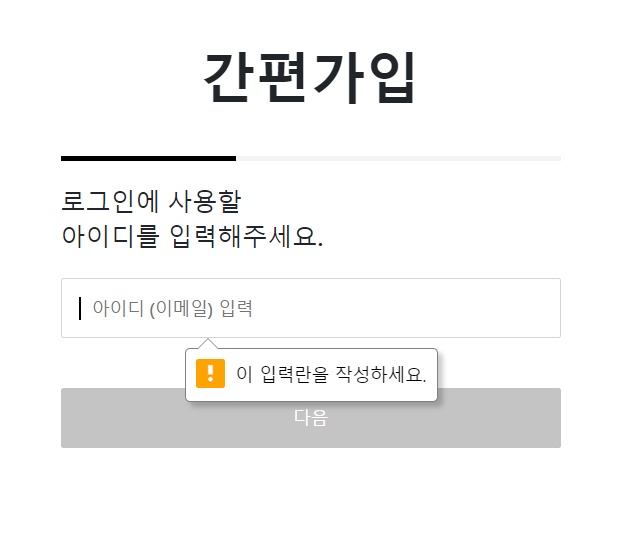 간편가입
로그인에 사용할
아이디를 입력해주세요.
아이디 (이메일) 입력
이 입력란을 작성하세요.
다음